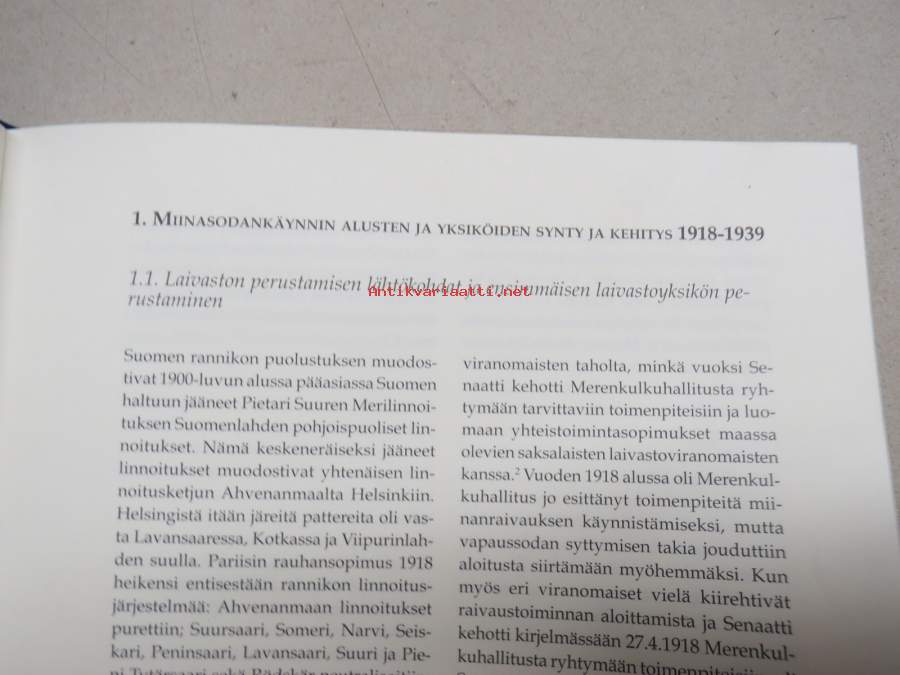 1. MIINASODANKÄYNNIN ALUSTEN JA YKSIKÖIDEN SYNTY JA KEHITYS 1918-1939
1.1. Laivaston perustamisen lähtökohdat ja ensimmäisen laivastoyksikön pe-
rustaminen
Antikvariaatti.net
Suomen rannikon puolustuksen muodos-
tivat 1900-luvun alussa pääasiassa Suomen
haltuun jääneet Pietari Suuren Merilinnoi-
tuksen Suomenlahden pohjoispuoliset lin-
noitukset. Nämä keskeneräiseksi jääneet
linnoitukset muodostivat yhtenäisen lin-
noitusketjun Ahvenanmaalta Helsinkiin.
Helsingistä itään järeitä pattereita oli vas-
ta Lavansaaressa, Kotkassa ja Viipurinlah-
den suulla. Pariisin rauhansopimus 1918
heikensi entisestään rannikon linnoitus-
järjestelmää: Ahvenanmaan linnoitukset
purettiin; Suursaari, Someri, Narvi, Seis-
kari, Peninsaari, Lavansaari, Suuri ja Pie-
ni Tytärsaari sekä
viranomaisten taholta, minkä vuoksi Se-
naatti kehotti Merenkulkuhallitusta ryh-
tymään tarvittaviin toimenpiteisiin ja luo-
maan yhteistoimintasopimukset maassa
olevien saksalaisten laivastoviranomaisten
kanssa.² Vuoden 1918 alussa oli Merenkul-
kuhallitus jo esittänyt toimenpiteitä mii-
nanraivauksen käynnistämiseksi, mutta
vapaussodan syttymisen takia jouduttiin
aloitusta siirtämään myöhemmäksi. Kun
myös eri viranomaiset vielä kiirehtivät
raivaustoiminnan aloittamista ja Senaatti
kehotti kirjelmässään 27.4.1918 Merenkul-
kuhallitusta ryhtymään toimenpiteisiin